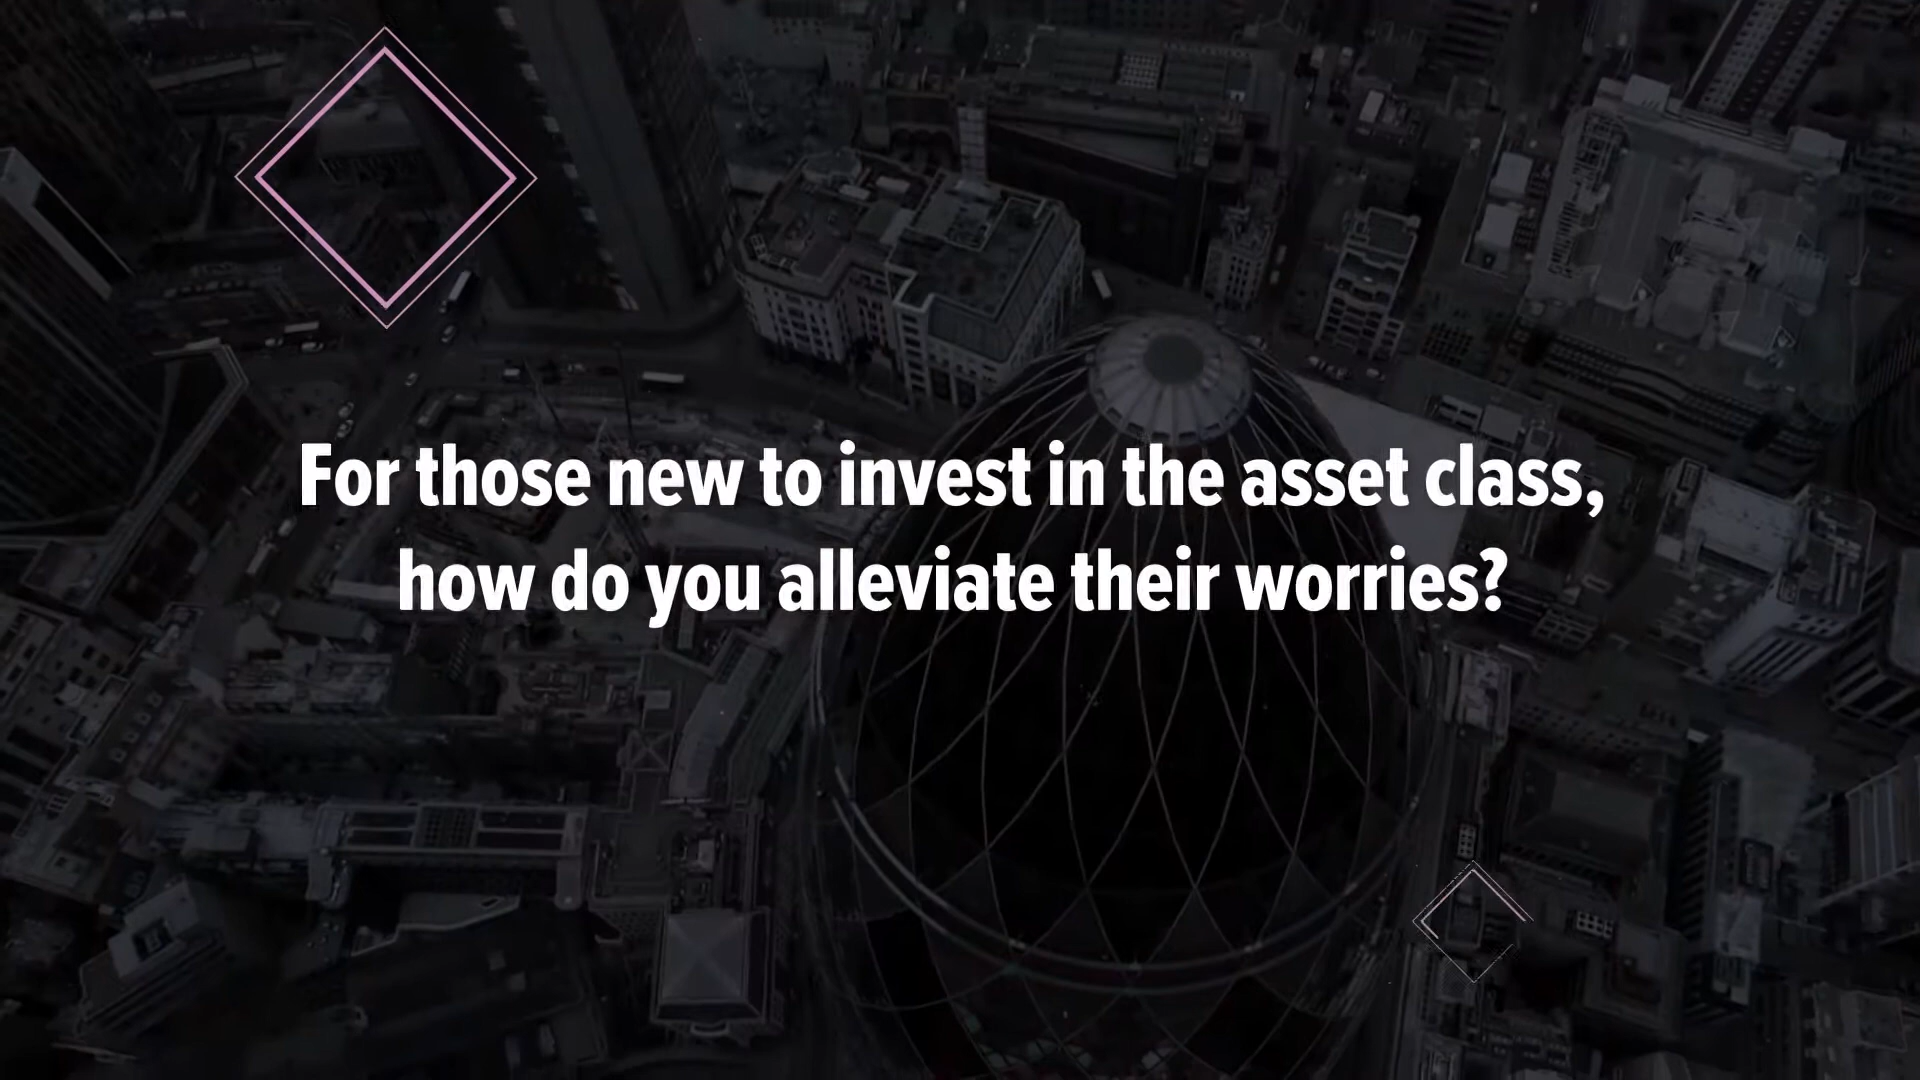 For those new to invest in the asset class,
how do you alleviate their worries?